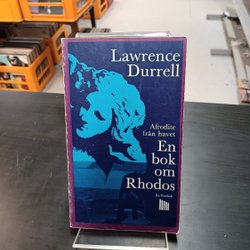 Lawrence
Durrell
Afrodite
från havet
En
bok
om
Rhodos